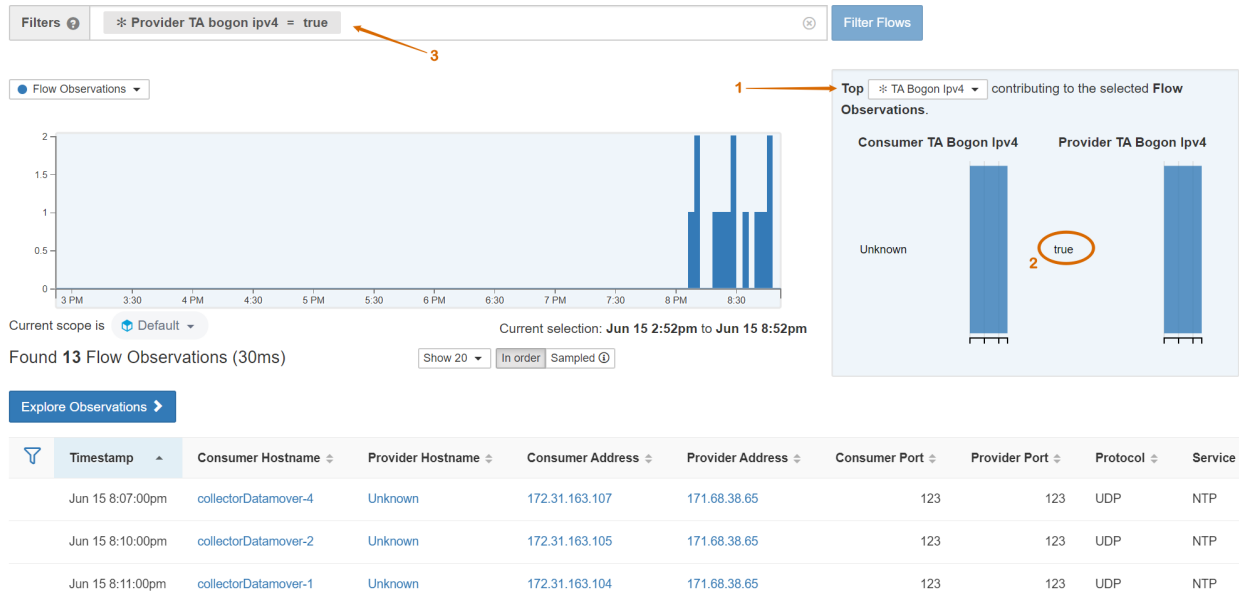 Filters ? ✻ Provider TA bogon ipv4 = true Filter Flows
3
Flow Observations
1
Top ✻ TA Bogon Ipv4 contributing to the selected Flow
Observations.
Consumer TA Bogon Ipv4 Provider TA Bogon Ipv4
Unknown
true
2
2
1.5
1
0.5
0
3 PM 3:30 4 PM 4:30 5 PM 5:30 6 PM 6:30 7 PM 7:30 8 PM 8:30
Current scope is Default
Current selection: Jun 15 2:52pm to Jun 15 8:52pm
Found 13 Flow Observations (30ms)
Show 20 In order Sampled
Explore Observations
Timestamp Consumer Hostname Provider Hostname Consumer Address Provider Address Consumer Port Provider Port Protocol Service
Jun 15 8:07:00pm collectorDatamover-4 Unknown 172.31.163.107 171.68.38.65 123 123 UDP NTP
Jun 15 8:10:00pm collectorDatamover-2 Unknown 172.31.163.105 171.68.38.65 123 123 UDP NTP
Jun 15 8:11:00pm collectorDatamover-1 Unknown 172.31.163.104 171.68.38.65 123 123 UDP NTP